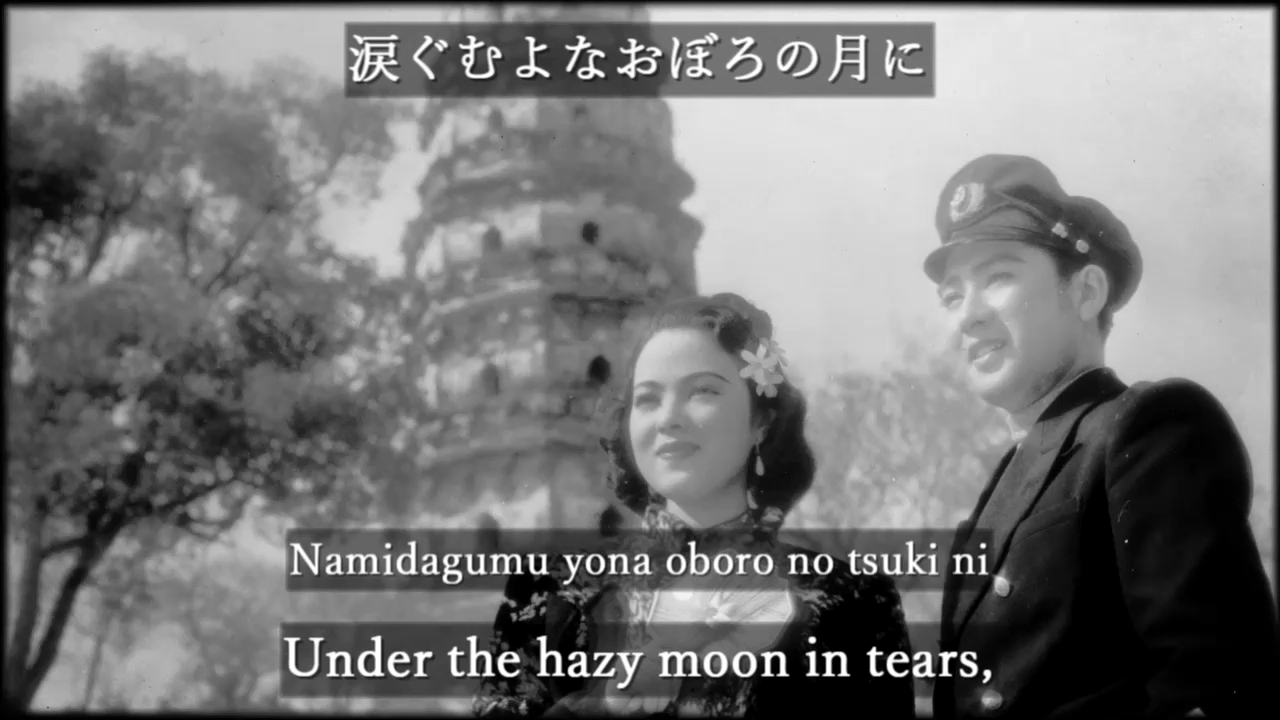 涙ぐむよなおぼろの月に
Namidagumu yona oboro no tsuki ni
Under the hazy moon in tears,